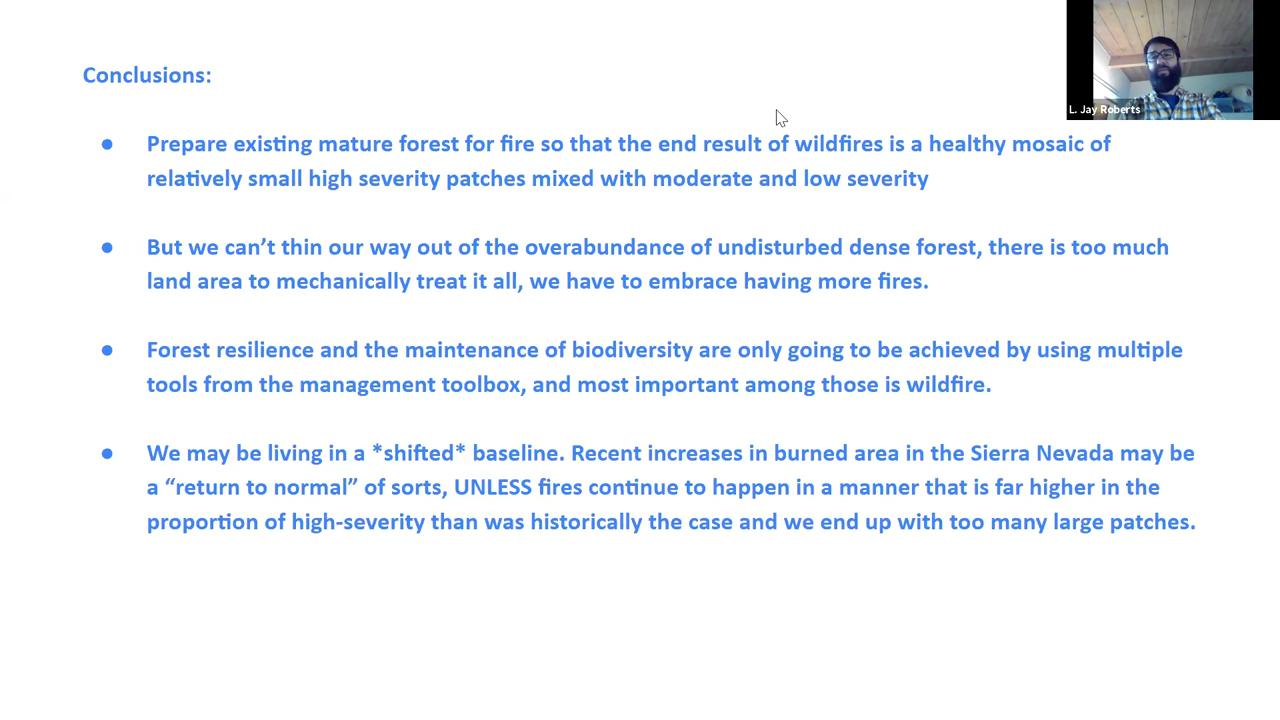 L. Jay Roberts
Conclusions:
● Prepare existing mature forest for fire so that the end result of wildfires is a healthy mosaic of
relatively small high severity patches mixed with moderate and low severity
● But we can’t thin our way out of the overabundance of undisturbed dense forest, there is too much
land area to mechanically treat it all, we have to embrace having more fires.
● Forest resilience and the maintenance of biodiversity are only going to be achieved by using multiple
tools from the management toolbox, and most important among those is wildfire.
● We may be living in a *shifted* baseline. Recent increases in burned area in the Sierra Nevada may be
a “return to normal” of sorts, UNLESS fires continue to happen in a manner that is far higher in the
proportion of high-severity than was historically the case and we end up with too many large patches.